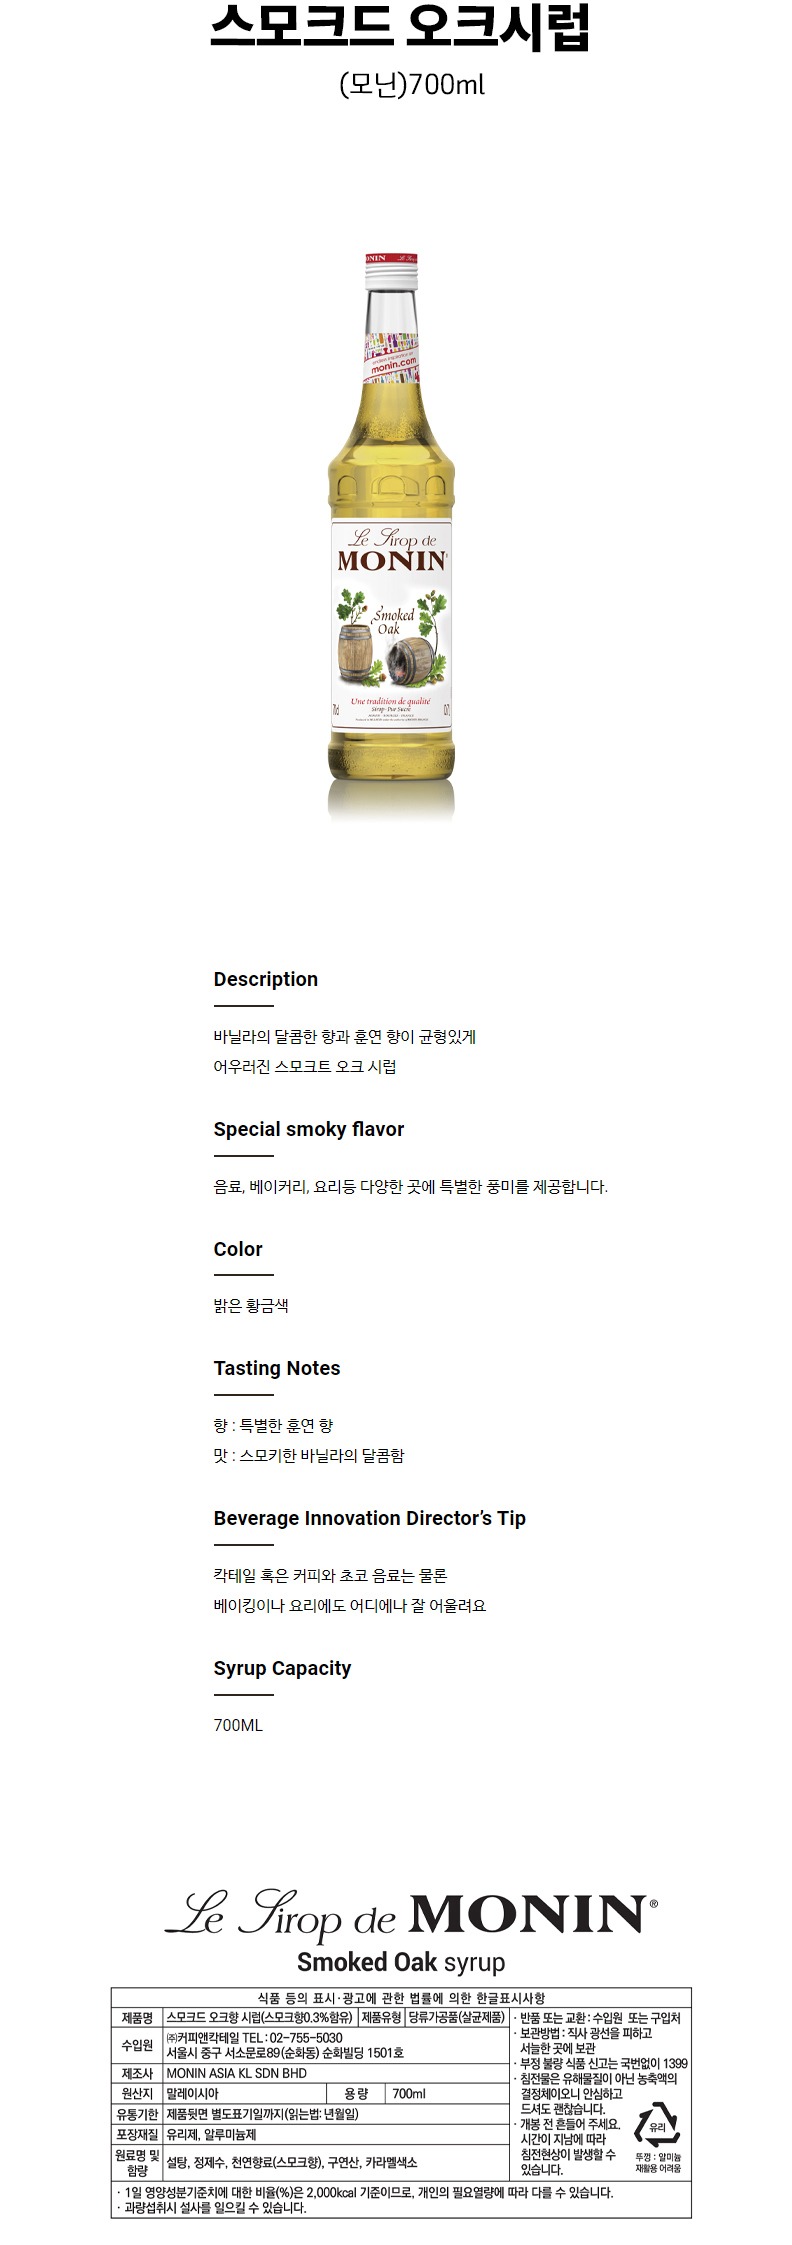 스모크드 오크시럽
(모닌)700ml
monin.com
Le Sirop de
MONIN
Smoked
Oak
Une tradition de qualité
Sirop - Pur Sucre
70cl
Description
바닐라의 달콤한 향과 훈연 향이 균형있게
어우러진 스모크트 오크 시럽
Special smoky flavor
음료, 베이커리, 요리등 다양한 곳에 특별한 풍미를 제공합니다.
Color
밝은 황금색
Tasting Notes
향 : 특별한 훈연 향
맛 : 스모키한 바닐라의 달콤함
Beverage Innovation Director’s Tip
칵테일 혹은 커피와 초코 음료는 물론
베이킹이나 요리에도 어디에나 잘 어울려요
Syrup Capacity
700ML
Le Sirop de MONIN®
Smoked Oak syrup
식품 등의 표시·광고에 관한 법률에 의한 한글표시사항
제품명 스모크드 오크향 시럽(스모크향0.3%함유) 제품유형 당류가공품(살균제품)
수입원 ㈜커피앤칵테일 TEL : 02-755-5030
서울시 중구 서소문로89(순화동) 순화빌딩 1501호
제조사 MONIN ASIA KL SDN BHD
원산지 말레이시아 용 량 700ml
유통기한 제품뒷면 별도표기일까지(읽는법: 년월일)
포장재질 유리제, 알루미늄제
원료명 및
함량 설탕, 정제수, 천연향료(스모크향), 구연산, 카라멜색소
· 반품 또는 교환 : 수입원 또는 구입처
· 보관방법 : 직사 광선을 피하고
서늘한 곳에 보관
· 부정 불량 식품 신고는 국번없이 1399
· 침전물은 유해물질이 아닌 농축액의
결정체이오니 안심하고
드셔도 괜찮습니다.
· 개봉 전 흔들어 주세요.
시간이 지남에 따라
침전현상이 발생할 수
있습니다.
유리
뚜껑 : 알미늄
재활용 어려움
· 1일 영양성분기준치에 대한 비율(%)은 2,000kcal 기준이므로, 개인의 필요열량에 따라 다를 수 있습니다.
· 과량섭취시 설사를 일으킬 수 있습니다.